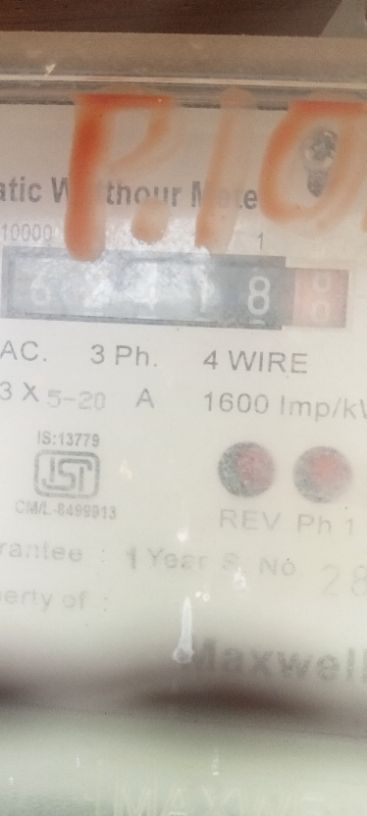 P.10
atic Watthour Mete
10000 1
8
AC. 3 Ph. 4 WIRE
3 X 5-20 A 1600 Imp/k
IS:13779
ISI
CM/L-8499913
REV Ph 1
rantee : 1 Year S. No. 28
erty of :
Maxwell